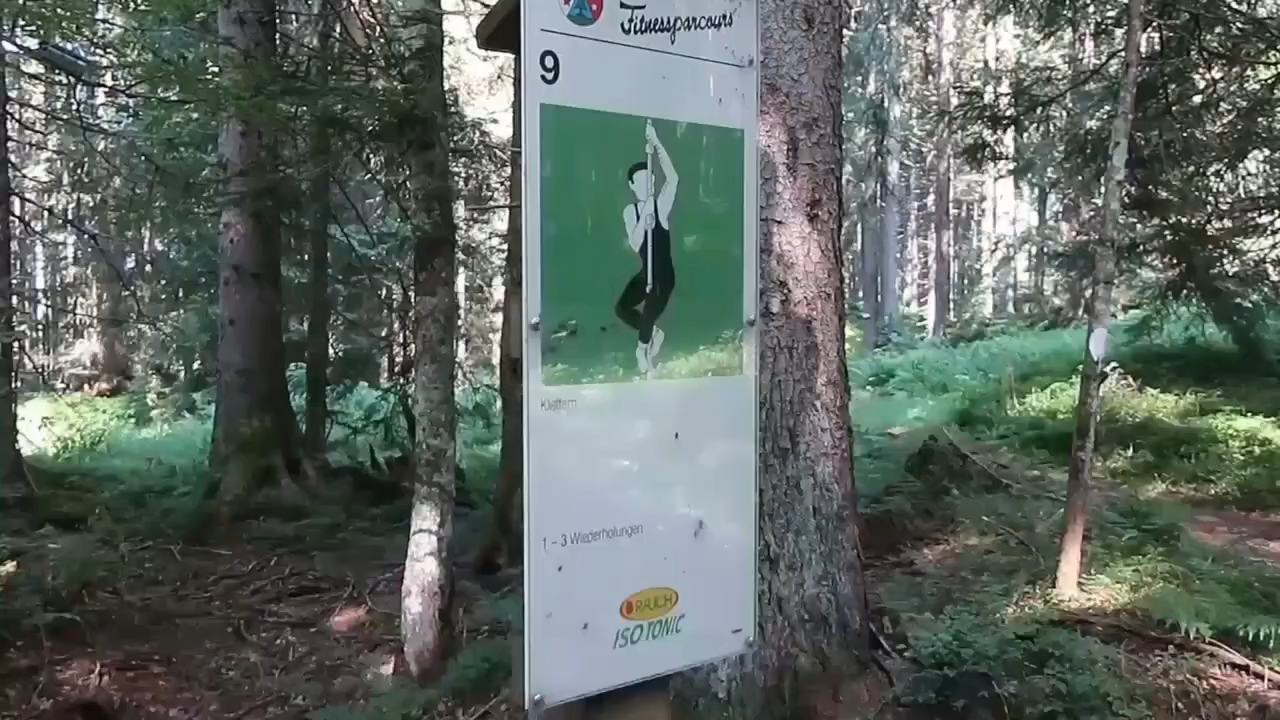 Fitnessparcours
9
Klettern
1 – 3 Wiederholungen
RAUCH
ISOTONIC